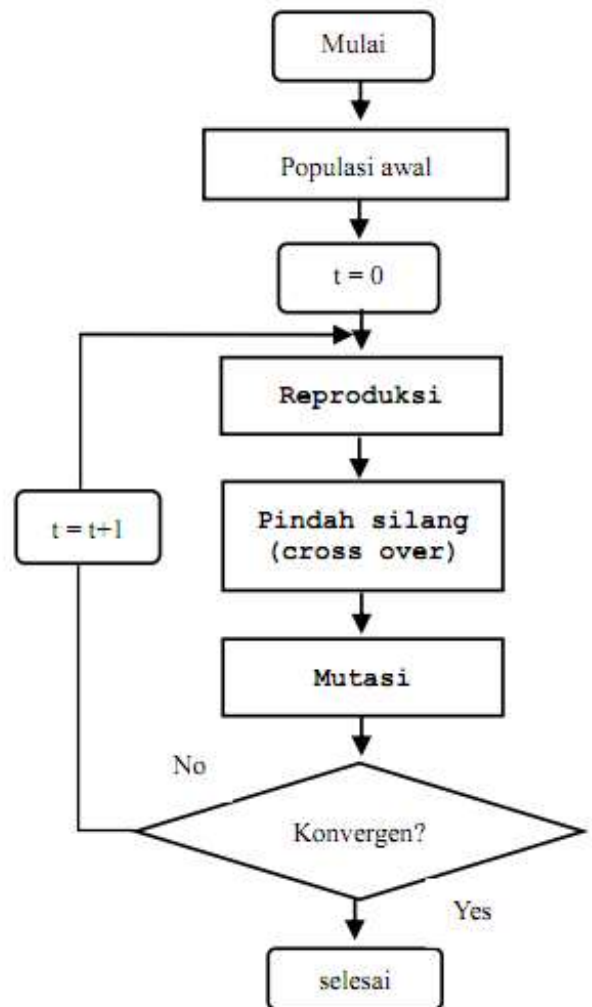 Mulai
Populasi awal
t = 0
Reproduksi
t = t+1
Pindah silang
(cross over)
Mutasi
No
Konvergen?
Yes
selesai